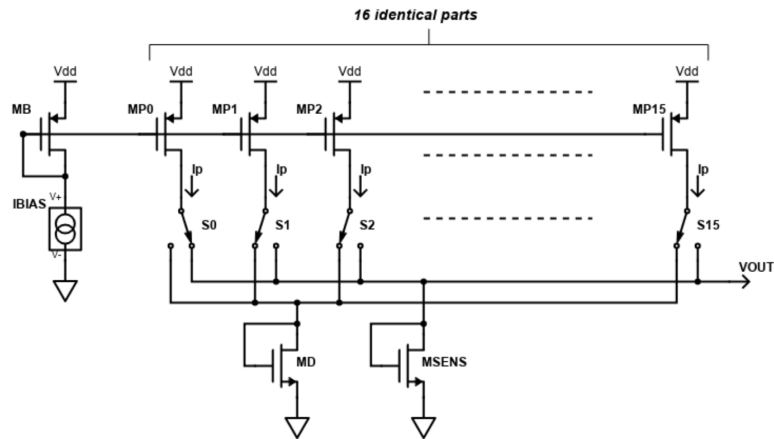 16 identical parts
Vdd Vdd Vdd Vdd Vdd
MB MP0 MP1 MP2 MP15
Ip Ip Ip Ip
V+
IBIAS
S0 S1 S2 S15
V-
VOUT
MD MSENS